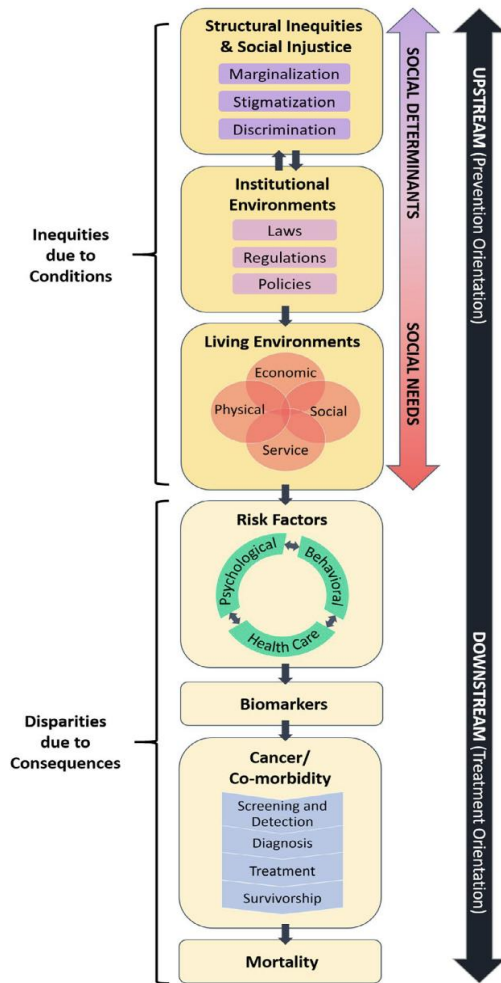 Structural Inequities
& Social Injustice
Marginalization
Stigmatization
Discrimination
Institutional
Environments
Laws
Regulations
Policies
Living Environments
Economic
Physical
Social
Service
Inequities
due to
Conditions
Risk Factors
Psychological
Behavioral
Health Care
Biomarkers
Cancer/
Co-morbidity
Screening and
Detection
Diagnosis
Treatment
Survivorship
Mortality
Disparities
due to
Consequences
SOCIAL DETERMINANTS
SOCIAL NEEDS
UPSTREAM (Prevention Orientation)
DOWNSTREAM (Treatment Orientation)